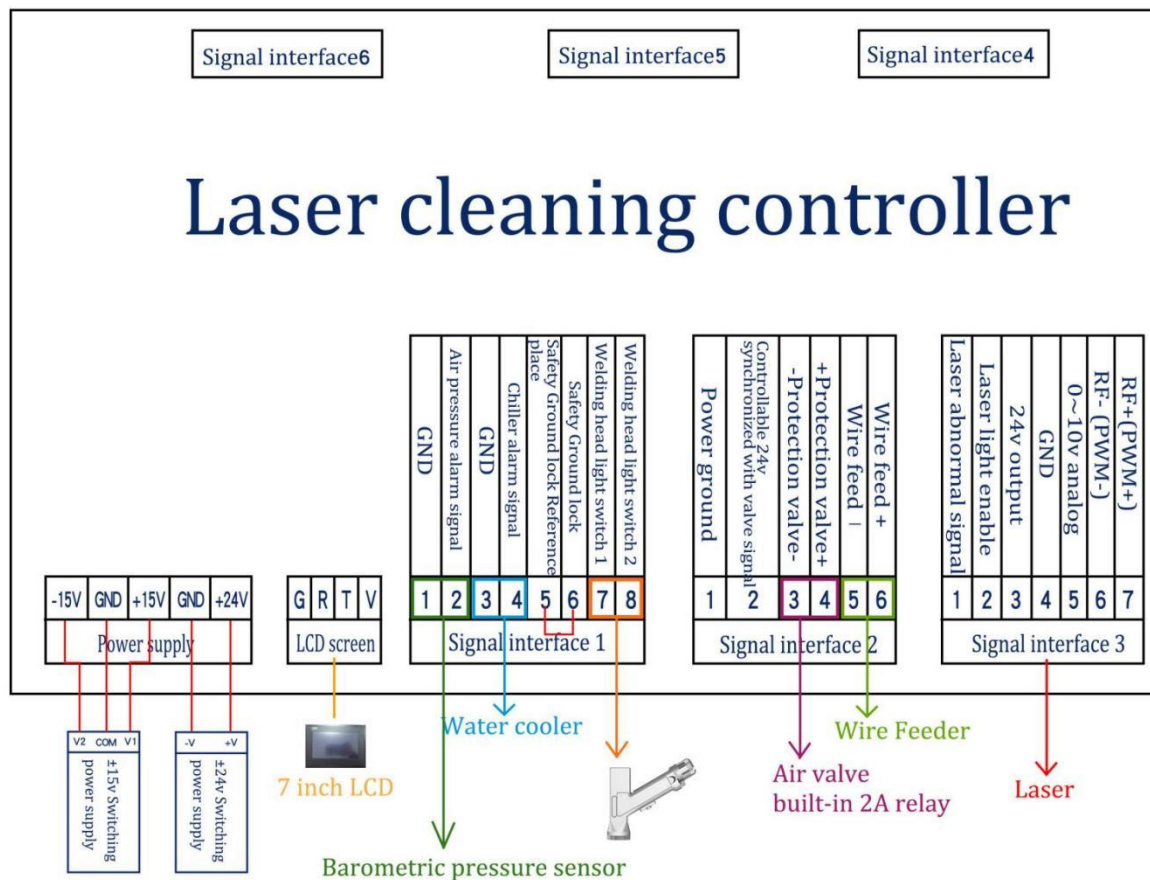 Signal interface6
Signal interface5
Signal interface4
Laser cleaning controller
-15V
GND
+15V
GND
+24V
Power supply
G
R
T
V
LCD screen
GND
Air pressure alarm signal
GND
Chiller alarm signal
Safety Ground lock Reference
place
Safety Ground lock
Welding head light switch 1
Welding head light switch 2
1
2
3
4
5
6
7
8
Signal interface 1
Power ground
Controllable 24v
synchronized with valve signal
-Protection valve-
+Protection valve+
Wire feed -
Wire feed +
1
2
3
4
5
6
Signal interface 2
Laser abnormal signal
Laser light enable
24v output
GND
0~10v analog
RF- (PWM-)
RF+(PWM+)
1
2
3
4
5
6
7
Signal interface 3
V2
COM
V1
±15v Switching
power supply
-V
+V
±24v Switching
power supply
7 inch LCD
Water cooler
Barometric pressure sensor
Air valve
built-in 2A relay
Wire Feeder
Laser